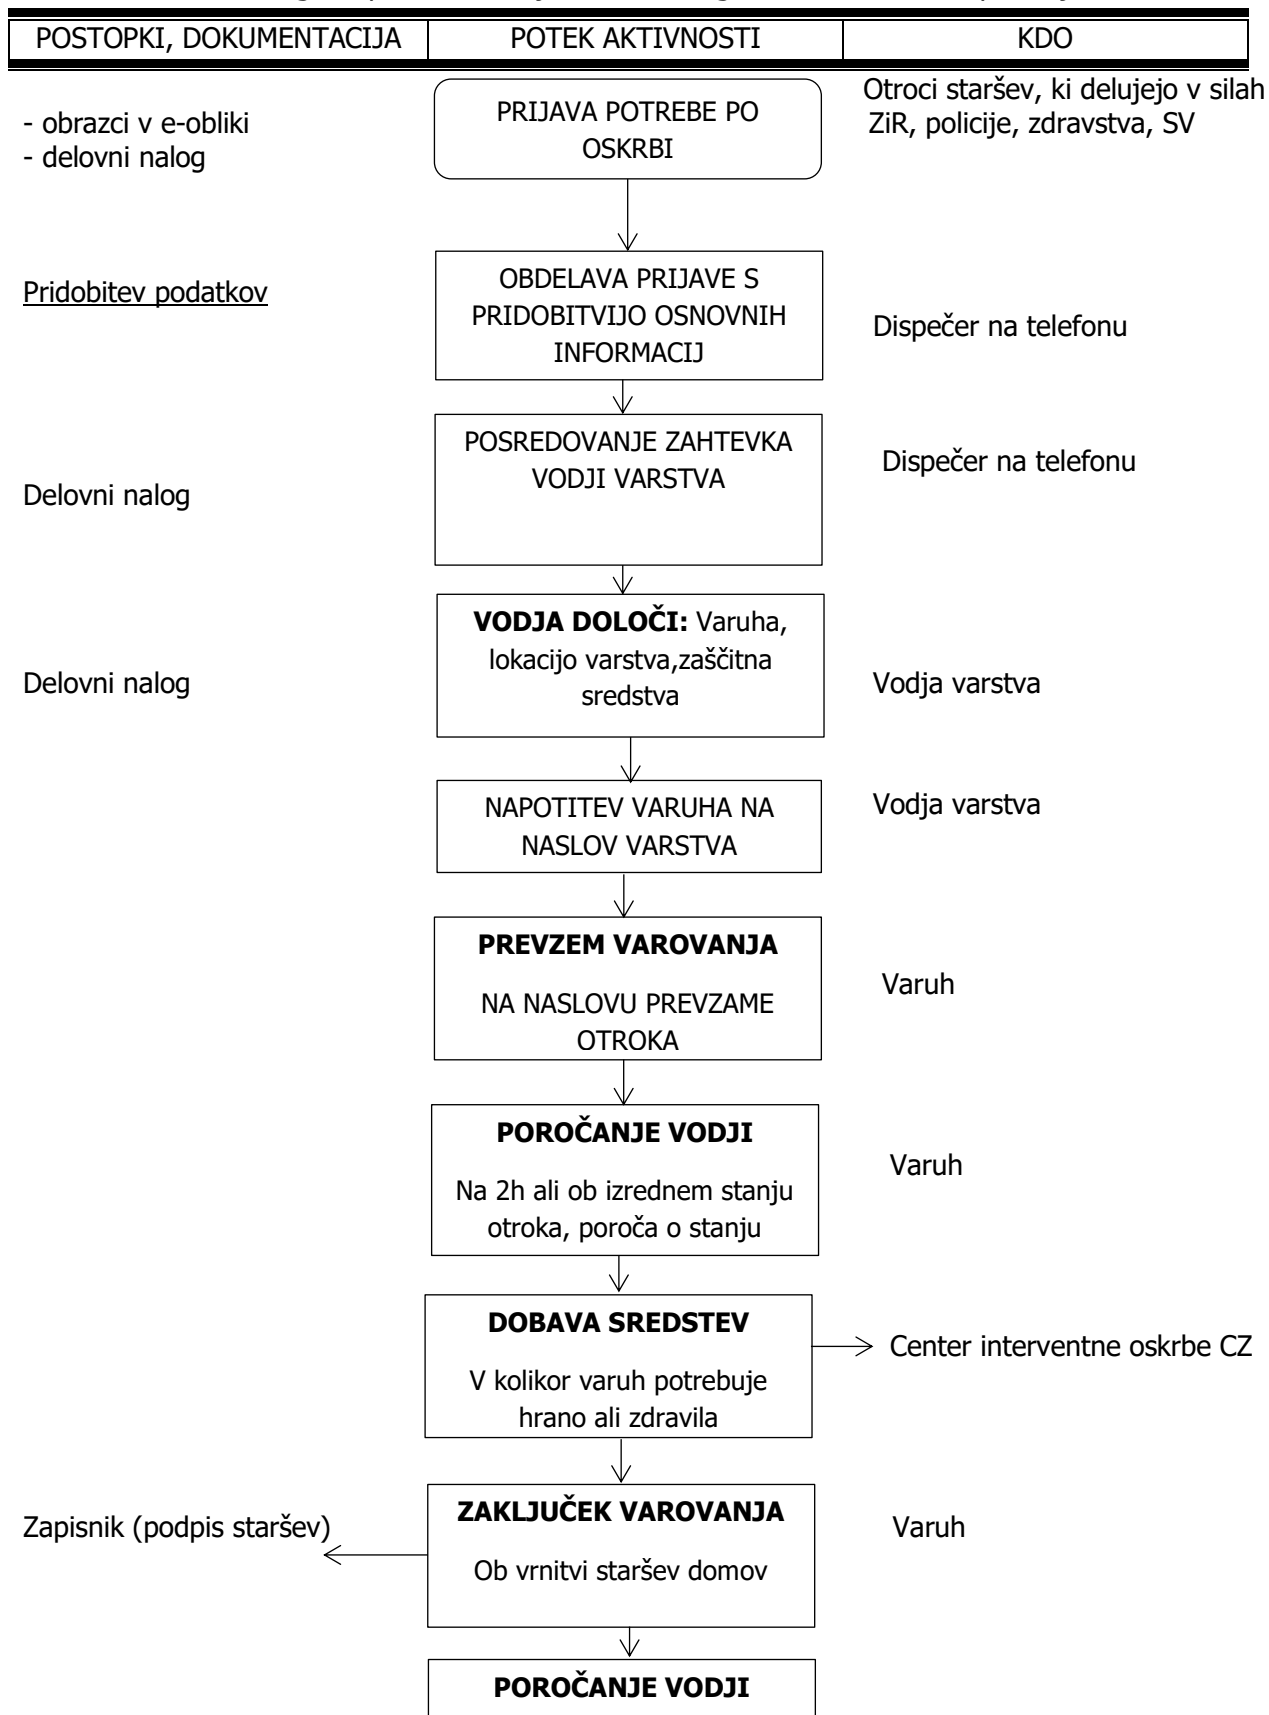 POSTOPKI, DOKUMENTACIJA
POTEK AKTIVNOSTI
KDO
- obrazci v e-obliki
- delovni nalog
PRIJAVA POTREBE PO
OSKRBI
Otroci staršev, ki delujejo v silah
ZiR, policije, zdravstva, SV
Pridobitev podatkov
OBDELAVA PRIJAVE S
PRIDOBITVIJO OSNOVNIH
INFORMACIJ
Dispečer na telefonu
Delovni nalog
POSREDOVANJE ZAHTEVKA
VODJI VARSTVA
Dispečer na telefonu
Delovni nalog
VODJA DOLOČI: Varuha,
lokacijo varstva,zaščitna
sredstva
Vodja varstva
NAPOTITEV VARUHA NA
NASLOV VARSTVA
Vodja varstva
PREVZEM VAROVANJA
NA NASLOVU PREVZAME
OTROKA
Varuh
POROČANJE VODJI
Na 2h ali ob izrednem stanju
otroka, poroča o stanju
Varuh
DOBAVA SREDSTEV
V kolikor varuh potrebuje
hrano ali zdravila
Center interventne oskrbe CZ
Zapisnik (podpis staršev)
ZAKLJUČEK VAROVANJA
Ob vrnitvi staršev domov
Varuh
POROČANJE VODJI